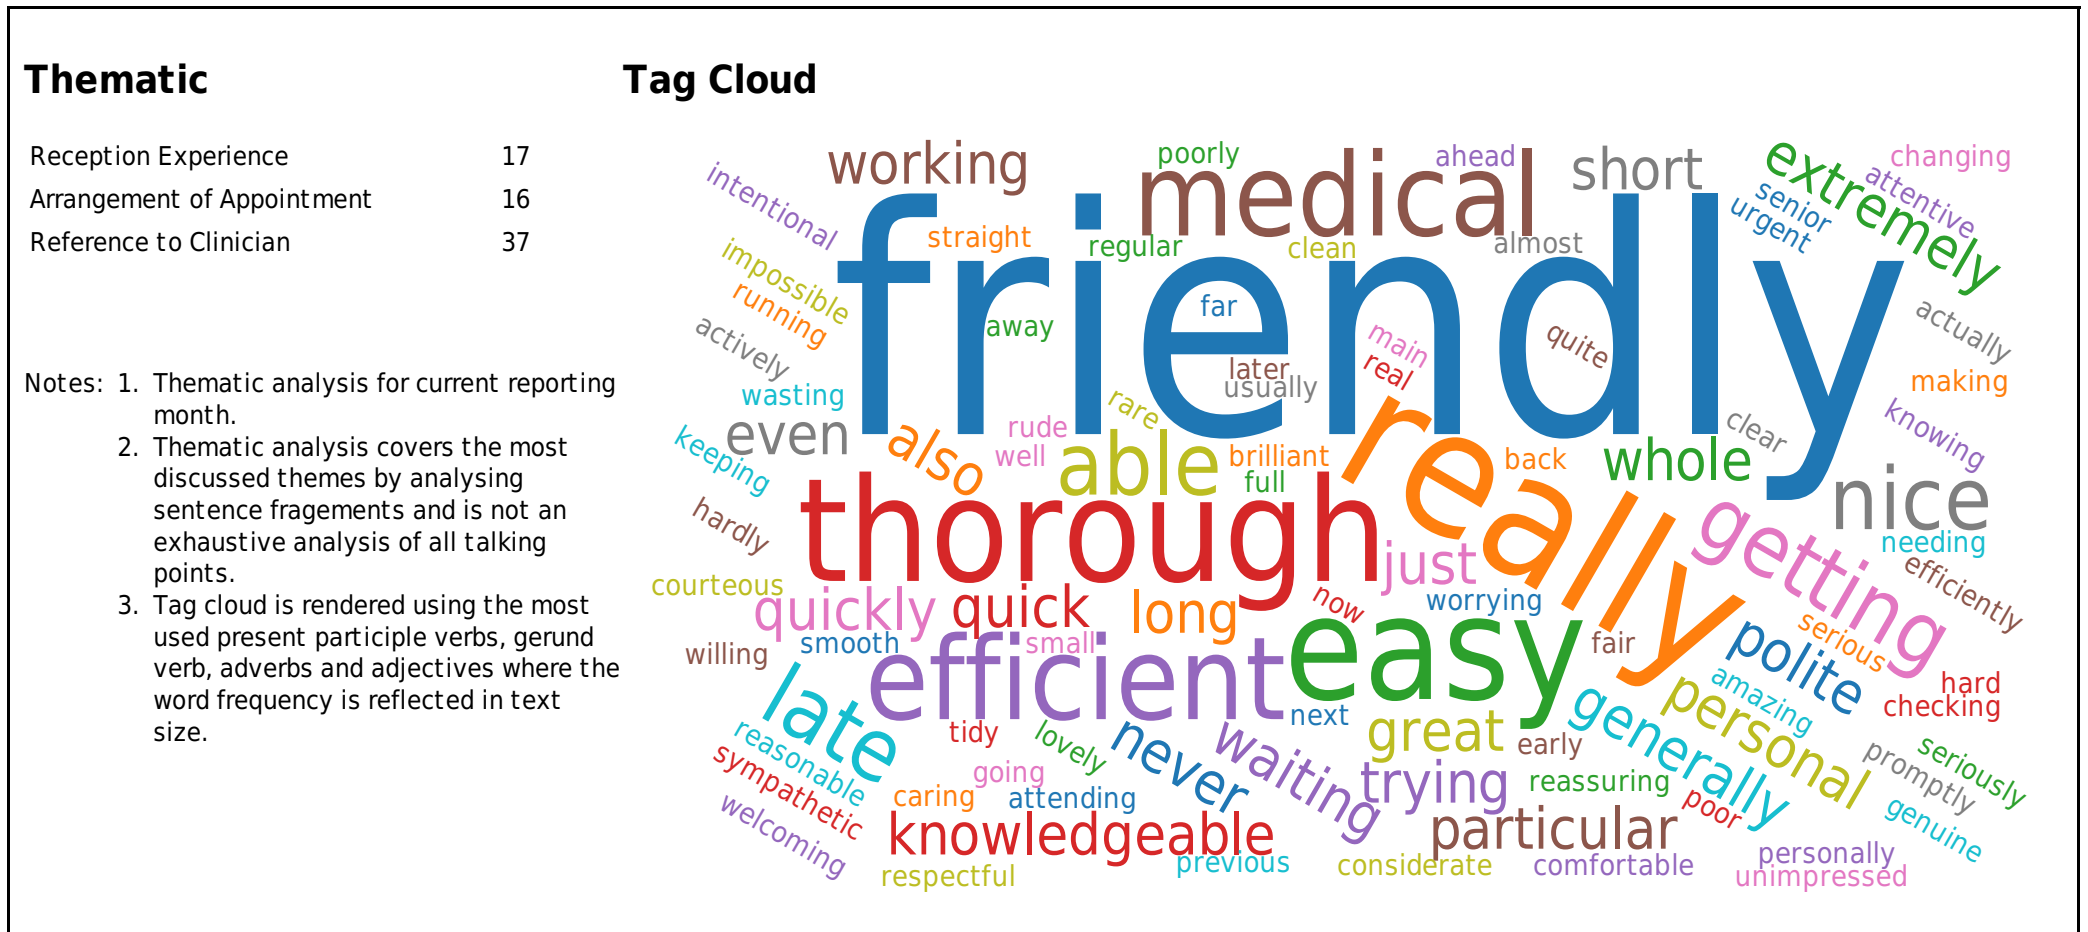 Thematic
Reception Experience 17
Arrangement of Appointment 16
Reference to Clinician 37
Notes: 1. Thematic analysis for current reporting
month.
2. Thematic analysis covers the most
discussed themes by analysing
sentence fragements and is not an
exhaustive analysis of all talking
points.
3. Tag cloud is rendered using the most
used present participle verbs, gerund
verb, adverbs and adjectives where the
word frequency is reflected in text
size.
Tag Cloud
working
poorly
ahead
short
extremely
changing
intentional
medical
attentive
senior
urgent
straight
regular
clean
almost
friendly
impossible
running
away
far
main
quite
actually
actively
later
real
usually
making
wasting
rare
knowing
even
also
rude
well
able
brilliant
full
really
back
whole
clear
keeping
nice
thorough
getting
hardly
just
needing
efficiently
courteous
quickly
quick
long
now
worrying
easy
serious
willing
smooth
small
efficient
fair
polite
hard
checking
late
next
great
personal
amazing
generally
reasonable
tidy
lovely
never
waiting
early
promptly
seriously
sympathetic
going
trying
reassuring
poor
genuine
welcoming
caring
attending
knowledgeable
particular
respectful
previous
considerate
comfortable
personally
unimpressed